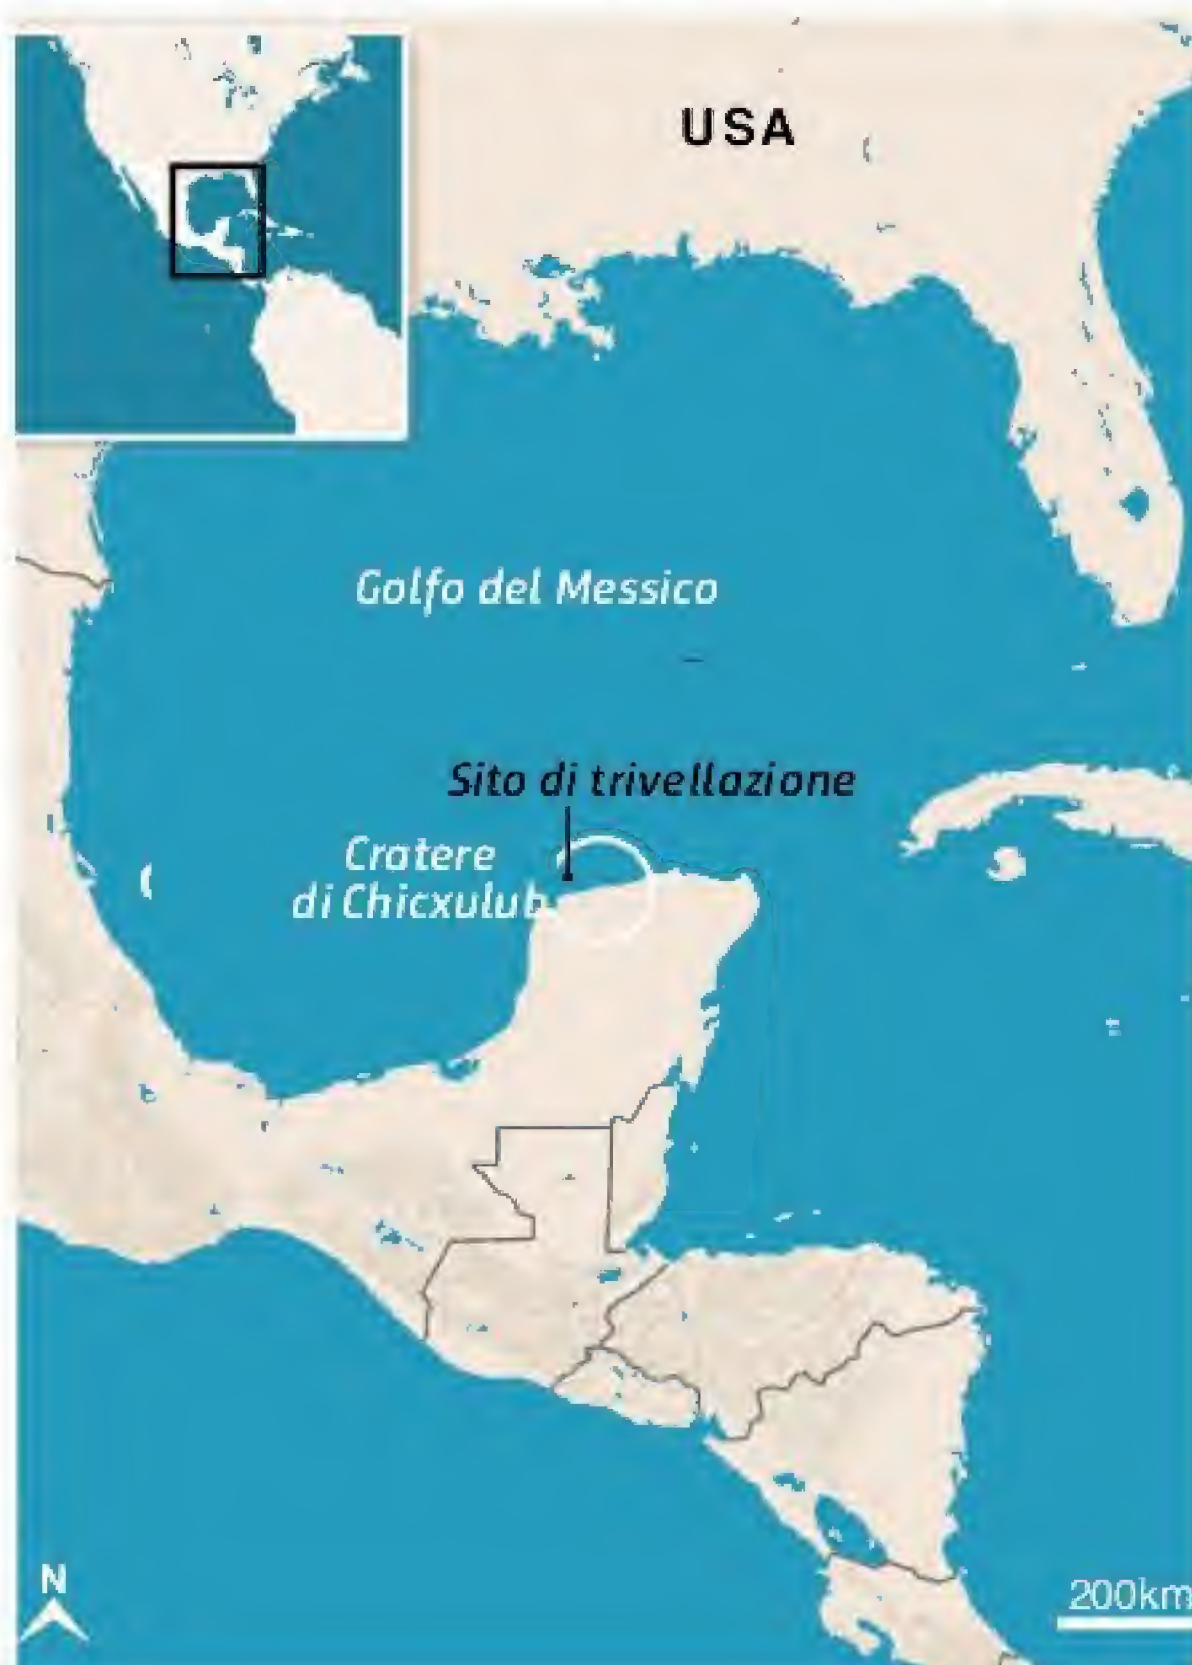 USA
Golfo del Messico
Sito di trivellazione
Cratere
di Chicxulub
N
200km